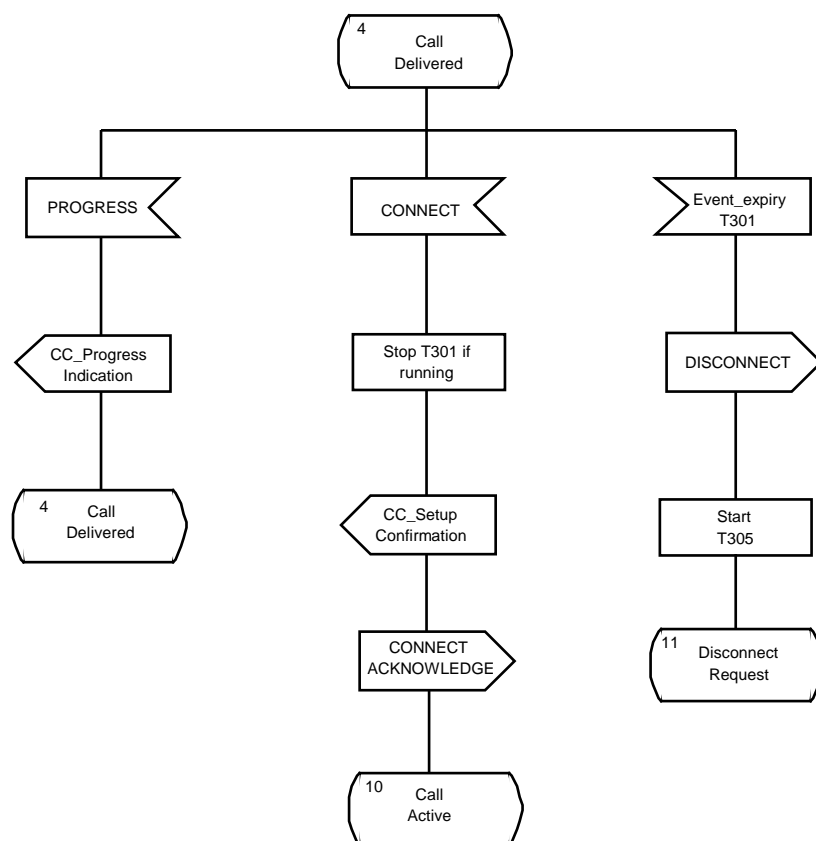 4
Call
Delivered
PROGRESS
CONNECT
Event_expiry
T301
CC_Progress
Indication
Stop T301 if
running
DISCONNECT
4
Call
Delivered
CC_Setup
Confirmation
Start
T305
CONNECT
ACKNOWLEDGE
11
Disconnect
Request
10
Call
Active